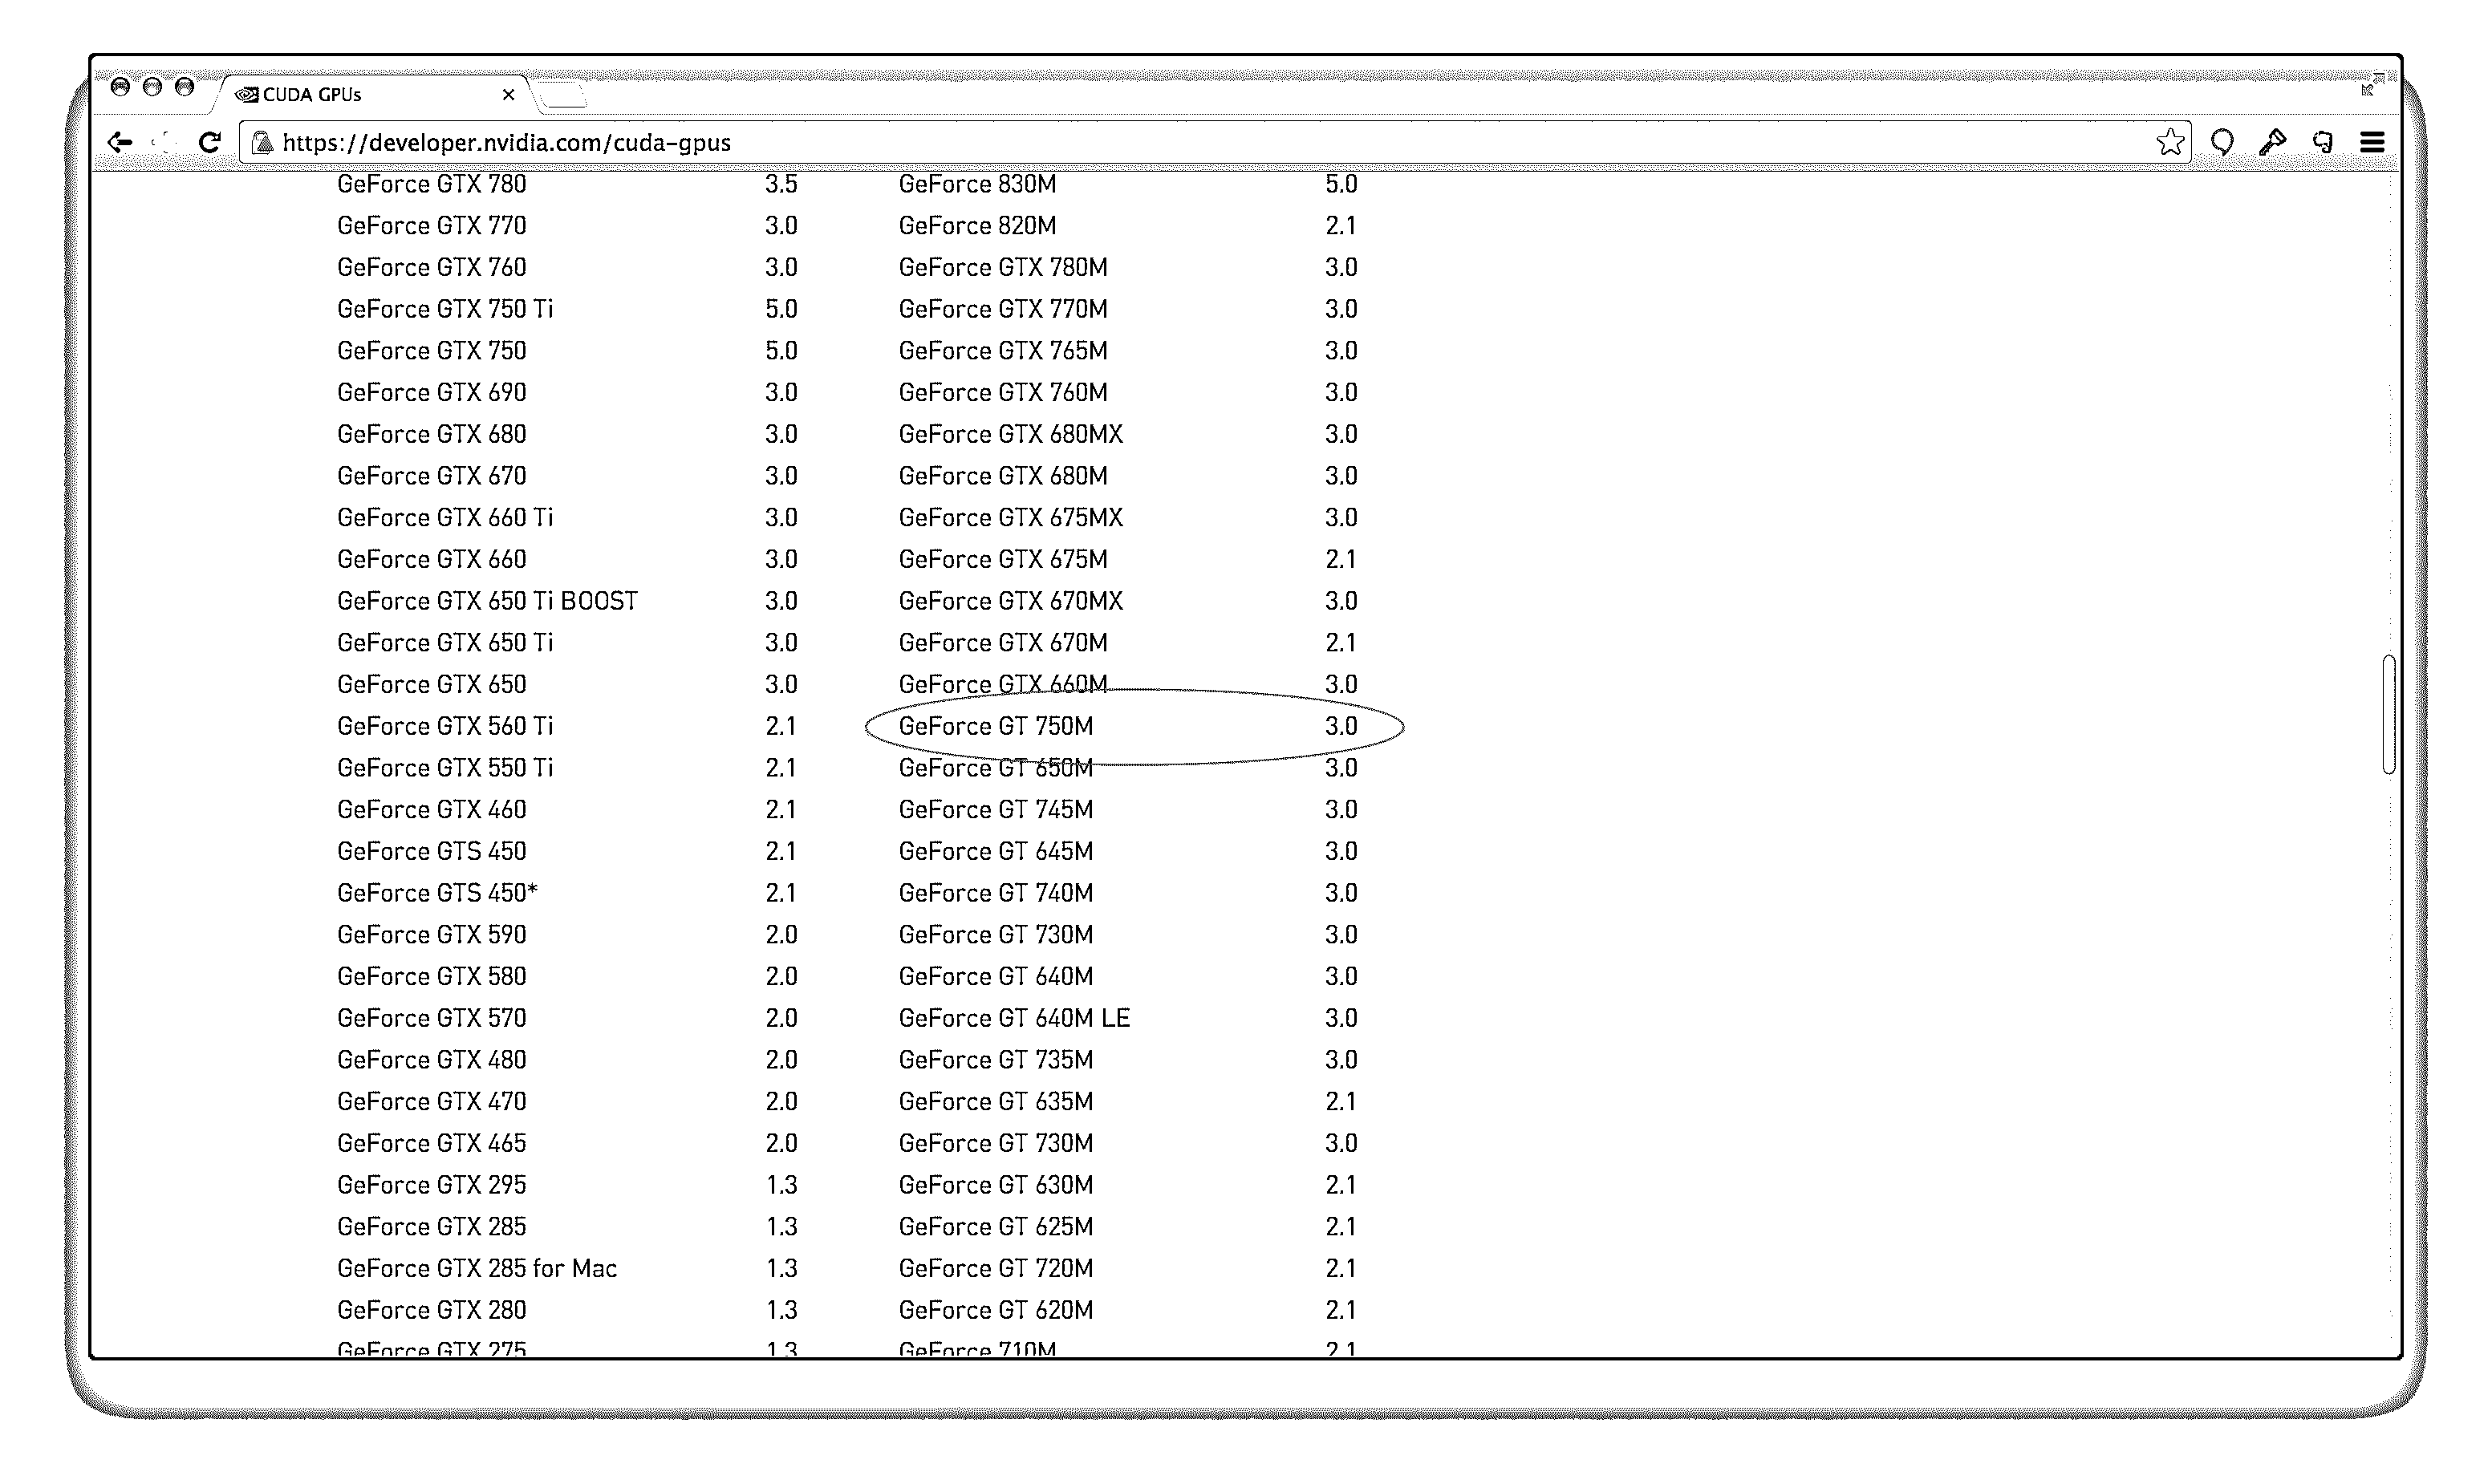 CUDA GPUs
https://developer.nvidia.com/cuda-gpus
GeForce GTX 780 3.5 GeForce 830M 5.0
GeForce GTX 770 3.0 GeForce 820M 2.1
GeForce GTX 760 3.0 GeForce GTX 780M 3.0
GeForce GTX 750 Ti 5.0 GeForce GTX 770M 3.0
GeForce GTX 750 5.0 GeForce GTX 765M 3.0
GeForce GTX 690 3.0 GeForce GTX 760M 3.0
GeForce GTX 680 3.0 GeForce GTX 680MX 3.0
GeForce GTX 670 3.0 GeForce GTX 680M 3.0
GeForce GTX 660 Ti 3.0 GeForce GTX 675MX 3.0
GeForce GTX 660 3.0 GeForce GTX 675M 2.1
GeForce GTX 650 Ti BOOST 3.0 GeForce GTX 670MX 3.0
GeForce GTX 650 Ti 3.0 GeForce GTX 670M 2.1
GeForce GTX 650 3.0 GeForce GTX 660M 3.0
GeForce GTX 560 Ti 2.1 GeForce GT 750M 3.0
GeForce GTX 550 Ti 2.1 GeForce GT 650M 3.0
GeForce GTX 460 2.1 GeForce GT 745M 3.0
GeForce GTS 450 2.1 GeForce GT 645M 3.0
GeForce GTS 450* 2.1 GeForce GT 740M 3.0
GeForce GTX 590 2.0 GeForce GT 730M 3.0
GeForce GTX 580 2.0 GeForce GT 640M 3.0
GeForce GTX 570 2.0 GeForce GT 640M LE 3.0
GeForce GTX 480 2.0 GeForce GT 735M 3.0
GeForce GTX 470 2.0 GeForce GT 635M 2.1
GeForce GTX 465 2.0 GeForce GT 730M 3.0
GeForce GTX 295 1.3 GeForce GT 630M 2.1
GeForce GTX 285 1.3 GeForce GT 625M 2.1
GeForce GTX 285 for Mac 1.3 GeForce GT 720M 2.1
GeForce GTX 280 1.3 GeForce GT 620M 2.1
GeForce GTX 275 1.3 GeForce 710M 2.1